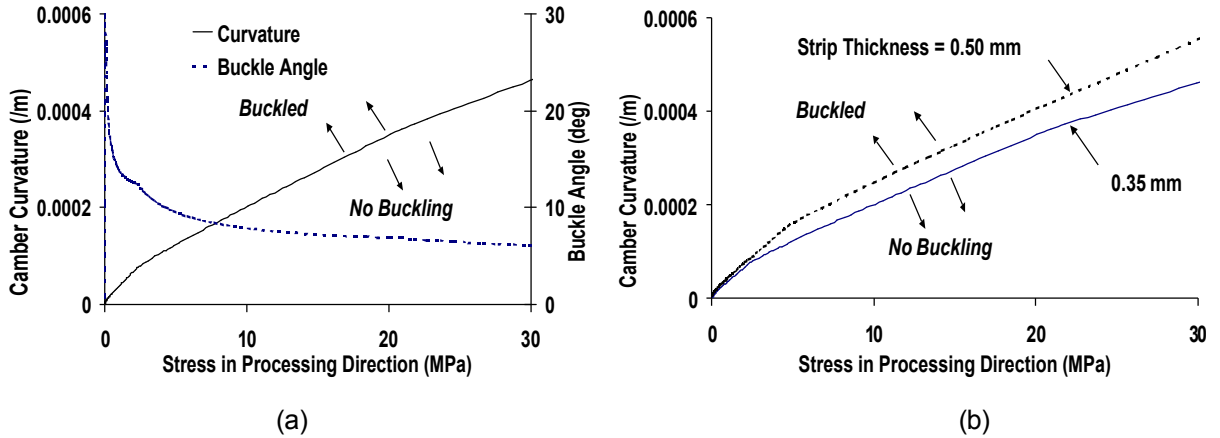 0.0006
0.0004
0.0002
0
Camber Curvature (/m)
Curvature
Buckle Angle
Buckled
No Buckling
30
20
10
0
Buckle Angle (deg)
0 10 20 30
Stress in Processing Direction (MPa)
(a)
0.0006
0.0004
0.0002
0
Camber Curvature (/m)
Strip Thickness = 0.50 mm
Buckled
0.35 mm
No Buckling
0 10 20 30
Stress in Processing Direction (MPa)
(b)